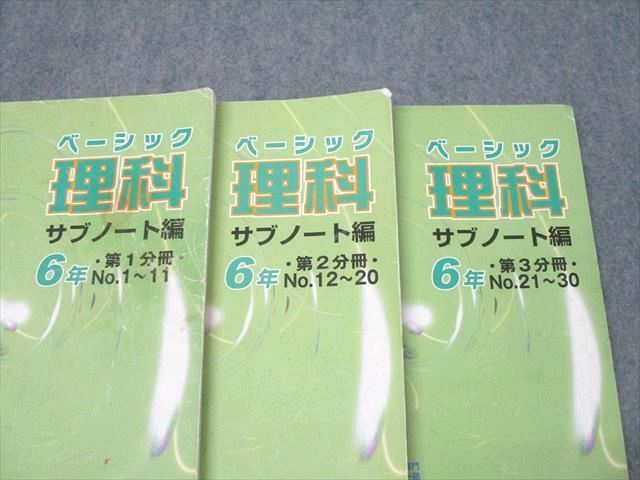 ベーシック
理科
サブノート編
6年
・第1分冊・
No.1~11
ベーシック
理科
サブノート編
6年
・第2分冊・
No.12~20
ベーシック
理科
サブノート編
6年
・第3分冊・
No.21~30